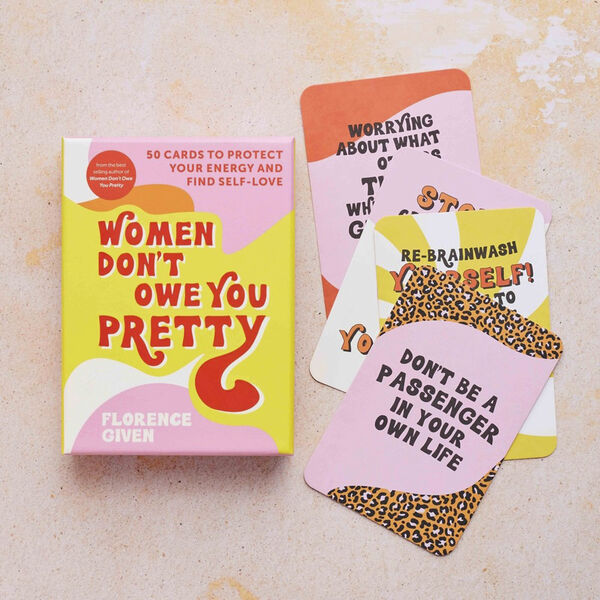 from the best
selling author of
Women Don't Owe
You Pretty
50 CARDS TO PROTECT
YOUR ENERGY AND
FIND SELF-LOVE
WOMEN
DON'T
OWE YOU
PRETTY
FLORENCE
GIVEN
WORRYING
ABOUT WHAT
RE-BRAINWASH
YOURSELF!
TO
DON'T BE A
PASSENGER
IN YOUR
OWN LIFE